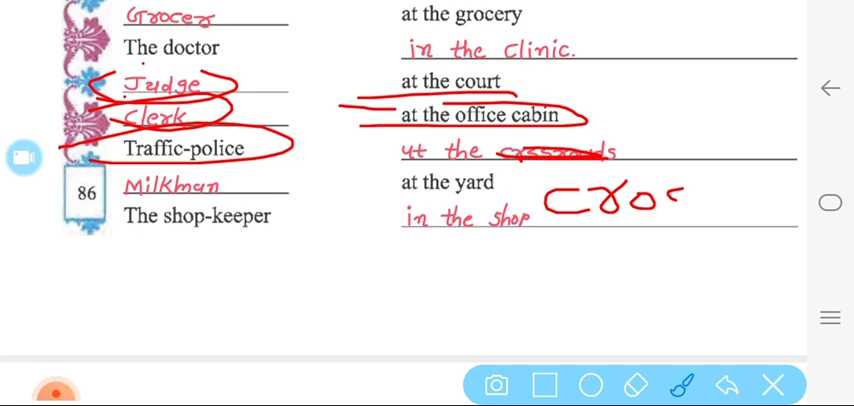 Grocer at the grocery
The doctor in the clinic.
Judge at the court
Clerk at the office cabin
Traffic-police at the
86 Milkman at the yard
The shop-keeper in the shop